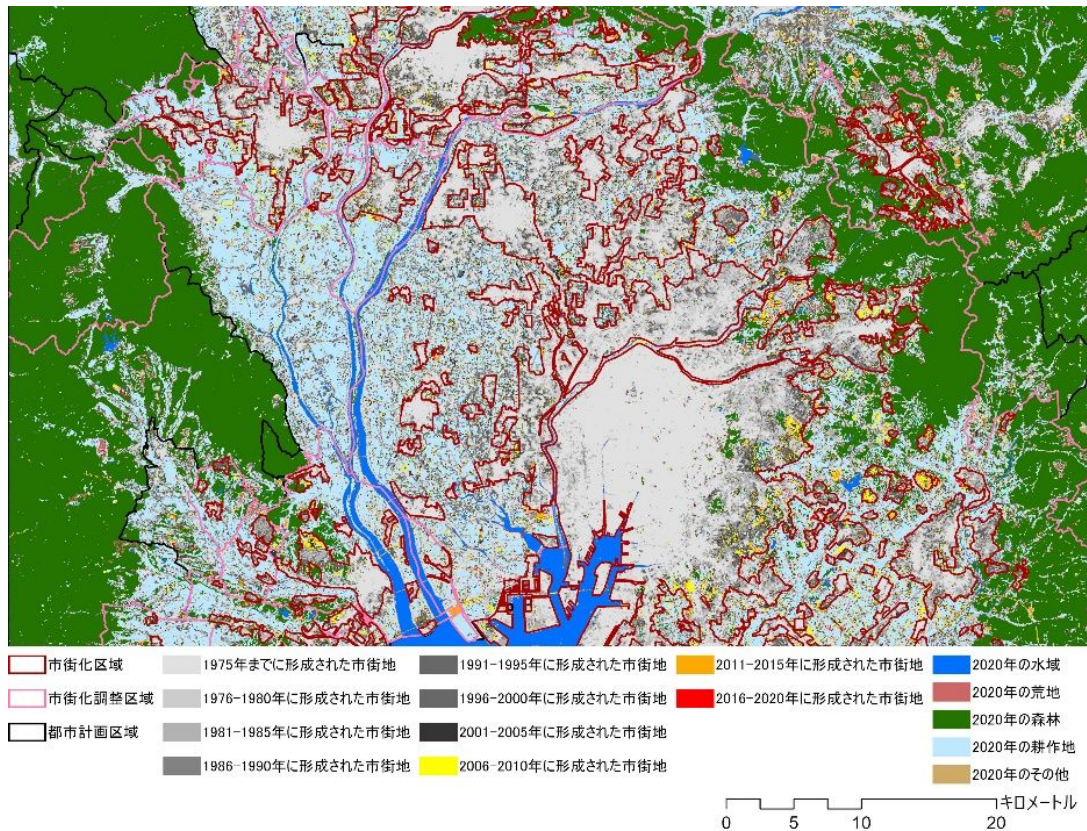 市街化区域
市街化調整区域
都市計画区域
1975年までに形成された市街地
1976-1980年に形成された市街地
1981-1985年に形成された市街地
1986-1990年に形成された市街地
1991-1995年に形成された市街地
1996-2000年に形成された市街地
2001-2005年に形成された市街地
2006-2010年に形成された市街地
2011-2015年に形成された市街地
2016-2020年に形成された市街地
2020年の水域
2020年の荒地
2020年の森林
2020年の耕作地
2020年のその他
キロメートル
0 5 10 20